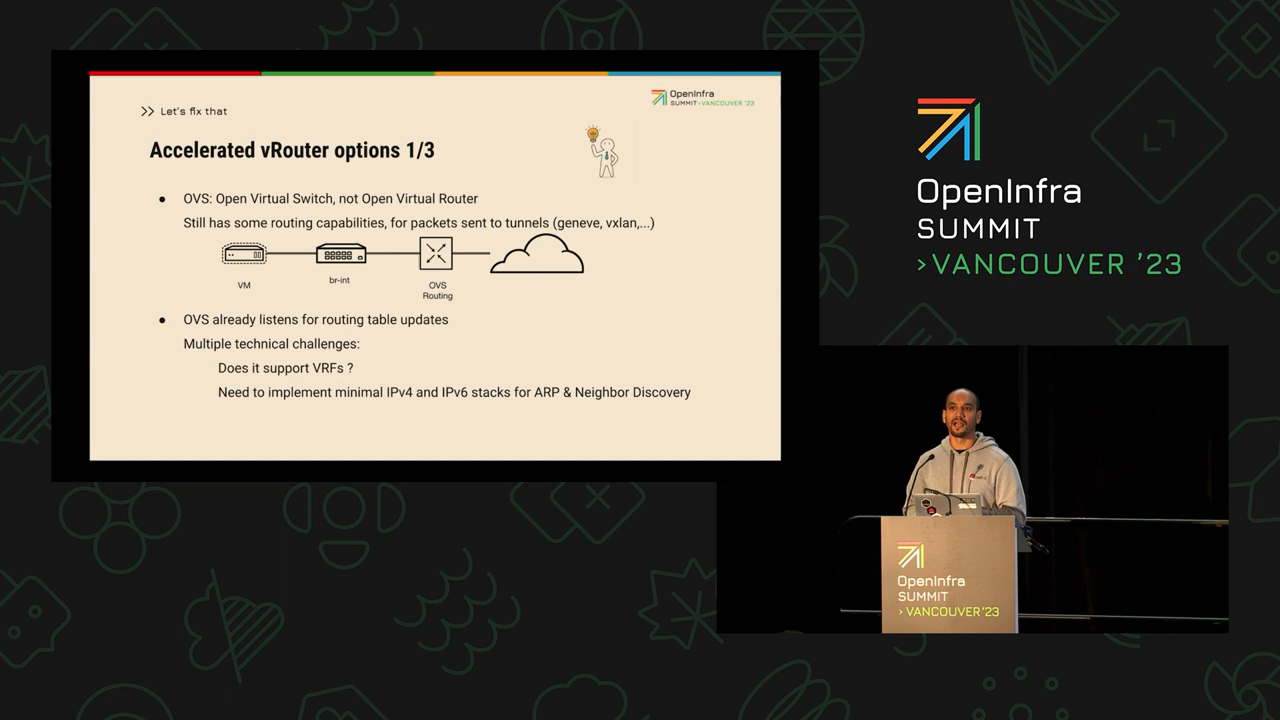 >> Let's fix that
OpenInfra
SUMMIT >VANCOUVER '23
Accelerated vRouter options 1/3
● OVS: Open Virtual Switch, not Open Virtual Router
Still has some routing capabilities, for packets sent to tunnels (geneve, vxlan,...)
VM
br-int
OVS
Routing
● OVS already listens for routing table updates
Multiple technical challenges:
Does it support VRFs ?
Need to implement minimal IPv4 and IPv6 stacks for ARP & Neighbor Discovery
OpenInfra
SUMMIT
>VANCOUVER '23
OpenInfra
SUMMIT
> VANCOUVER '23